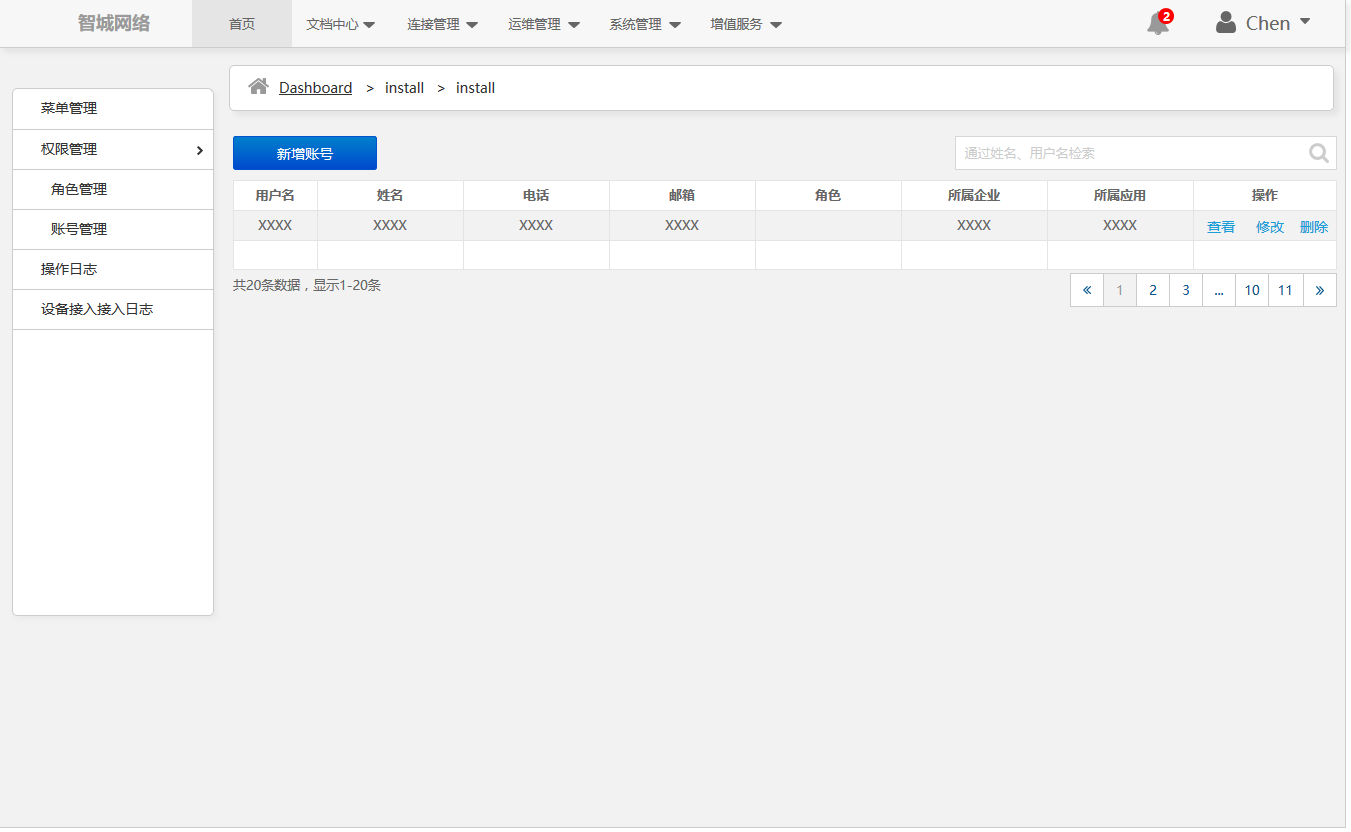 智城网络 首页 文档中心 连接管理 运维管理 系统管理 增值服务 2 Chen
Dashboard > install > install
菜单管理
权限管理
角色管理
账号管理
操作日志
设备接入接入日志
新增账号 通过姓名、用户名检索
用户名 姓名 电话 邮箱 角色 所属企业 所属应用 操作
XXXX XXXX XXXX XXXX XXXX XXXX 查看 修改 删除
共20条数据，显示1-20条 « 1 2 3 ... 10 11 »